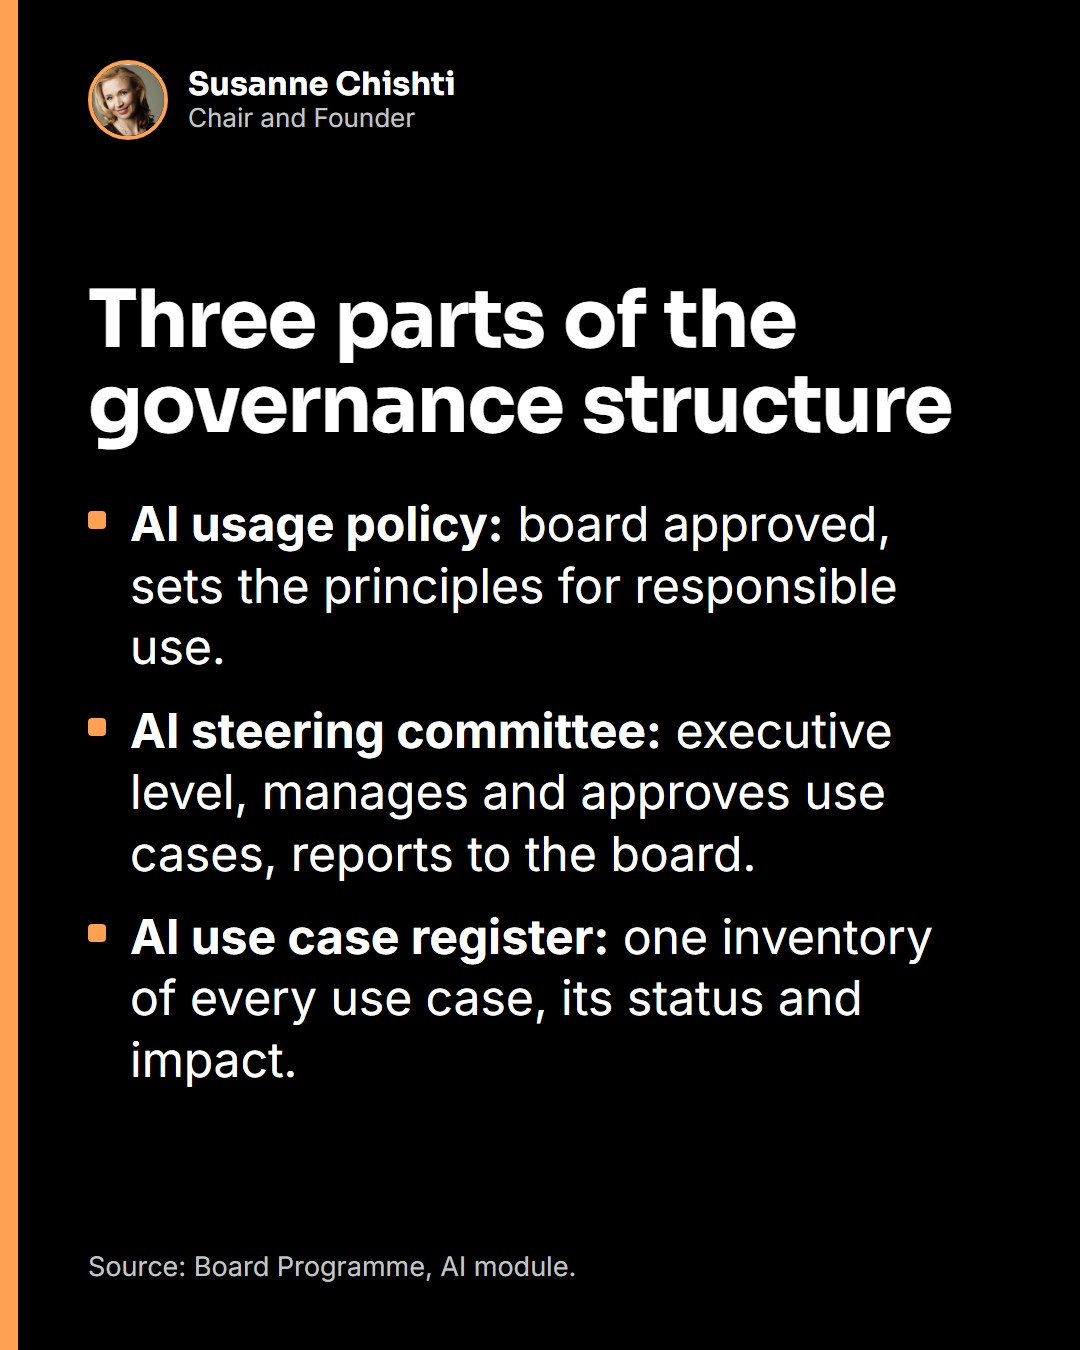 Susanne Chishti
Chair and Founder
Three parts of the
governance structure
AI usage policy: board approved,
sets the principles for responsible
use.
AI steering committee: executive
level, manages and approves use
cases, reports to the board.
AI use case register: one inventory
of every use case, its status and
impact.
Source: Board Programme, AI module.